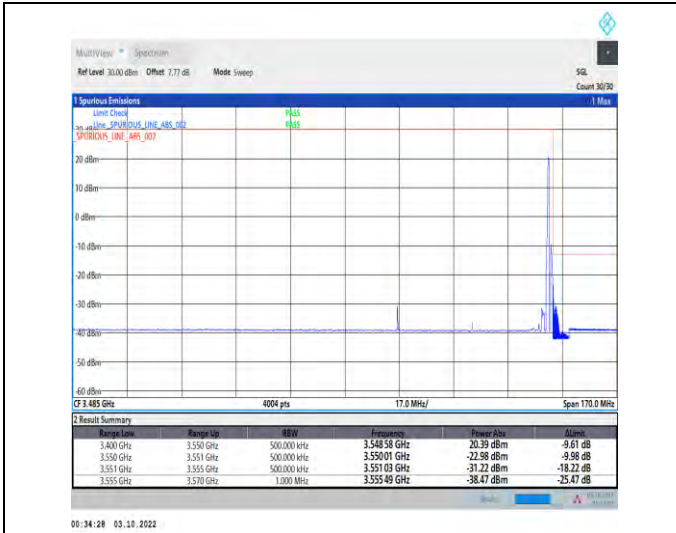 MultiView Spectrum
Ref Level 30.00 dBm Offset 7.77 dB Mode Sweep SGL
Count 30/30
1 Spurious Emissions 1 Max
Limit Check PASS
Line _SPURIOUS_LINE_ABS_002 PASS
_SPURIOUS_LINE_ABS_002
20 dBm
10 dBm
0 dBm
-10 dBm
-20 dBm
-30 dBm
-40 dBm
-50 dBm
-60 dBm
CF 3.485 GHz 4004 pts 17.0 MHz/ Span 170.0 MHz
2 Result Summary
Range Low Range Up RBW Frequency Power Abs ΔLimit
3.400 GHz 3.550 GHz 500.000 kHz 3.548 58 GHz 20.39 dBm -9.61 dB
3.550 GHz 3.551 GHz 500.000 kHz 3.55001 GHz -22.98 dBm -9.98 dB
3.551 GHz 3.555 GHz 500.000 kHz 3.551 03 GHz -31.22 dBm -18.22 dB
3.555 GHz 3.570 GHz 1.000 MHz 3.555 49 GHz -38.47 dBm -25.47 dB
00:34:28 03.10.2022